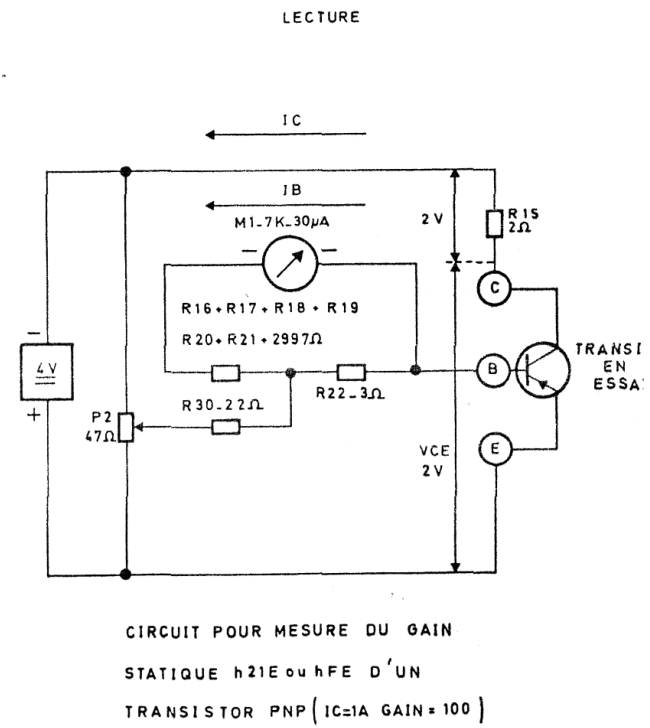 LECTURE
IC
IB
M1_7K_30µA
2V
R15
2Ω
R16+R17+R18+R19
R20+R21+2997Ω
R22_3Ω
R30_22Ω
4V
P2
47Ω
C
B
E
TRANSI
EN
ESSA
VCE
2V
CIRCUIT POUR MESURE DU GAIN
STATIQUE h21E ou hFE D'UN
TRANSISTOR PNP (IC=1A GAIN=100)